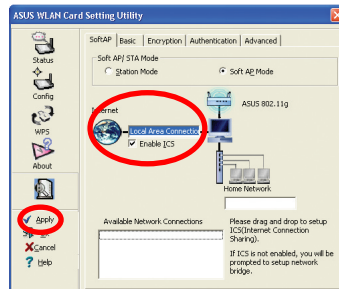 ASUS WLAN Card Setting Utility
Status
Config
WPS
About
Apply
Cancel
Help
SoftAP Basic Encryption Authentication Advanced
Soft AP/ STA Mode
Station Mode Soft AP Mode
Internet
ASUS 802.11g
Local Area Connectio
Enable ICS
Home Network
Available Network Connections
Please drag and drop to setup
ICS(Internet Connection
Sharing).
If ICS is not enabled, you will be
prompted to setup network
bridge.